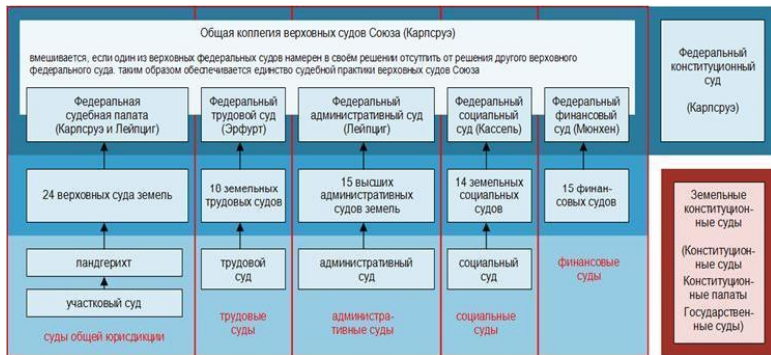 Общая коллегия верховных судов Союза (Карлсруэ)
вмешивается, если один из верховных федеральных судов намерен в своём решении отступить от решения другого верховного
федерального суда. таким образом обеспечивается единство судебной практики верховных судов Союза
Федеральная
судебная палата
(Карлсруэ и Лейпциг)
Федеральный
трудовой суд
(Эрфурт)
Федеральный
административный суд
(Лейпциг)
Федеральный
социальный
суд (Кассель)
Федеральный
финансовый
суд (Мюнхен)
Федеральный
конституционный
суд
(Карлсруэ)
24 верховных суда земель
18 земельных
трудовых судов
15 высших
административных
судов земель
14 земельных
социальных
судов
15 финан-
совых судов
Земельные
конституцион-
ные суды
(Конституцион-
ные суды
Конституцион-
ные палаты
Государствен-
ные суды)
ландгерихт
участковый суд
суды общей юрисдикции
трудовой
суд
трудовые
суды
административный
суд
администра-
тивные суды
социальный
суд
социальные
суды
финансовые
суды